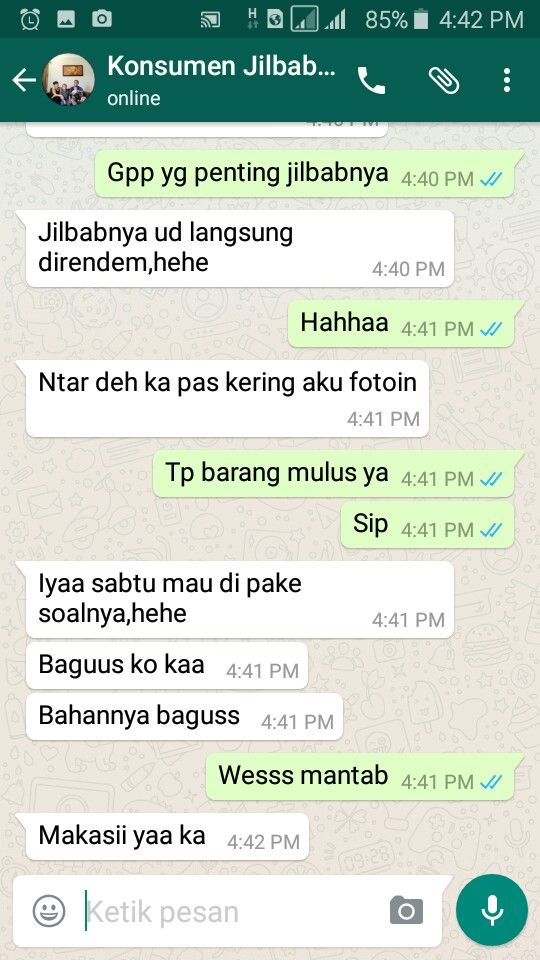 H 85% 4:42 PM
Konsumen Jilbab...
online
Gpp yg penting jilbabnya 4:40 PM
Jilbabnya ud langsung
direndem,hehe 4:40 PM
Hahhaa 4:41 PM
Ntar deh ka pas kering aku fotoin
4:41 PM
Tp barang mulus ya 4:41 PM
Sip 4:41 PM
Iyaa sabtu mau di pake
soalnya,hehe 4:41 PM
Baguus ko kaa 4:41 PM
Bahannya baguss 4:41 PM
Wesss mantab 4:41 PM
Makasii yaa ka 4:42 PM
Ketik pesan